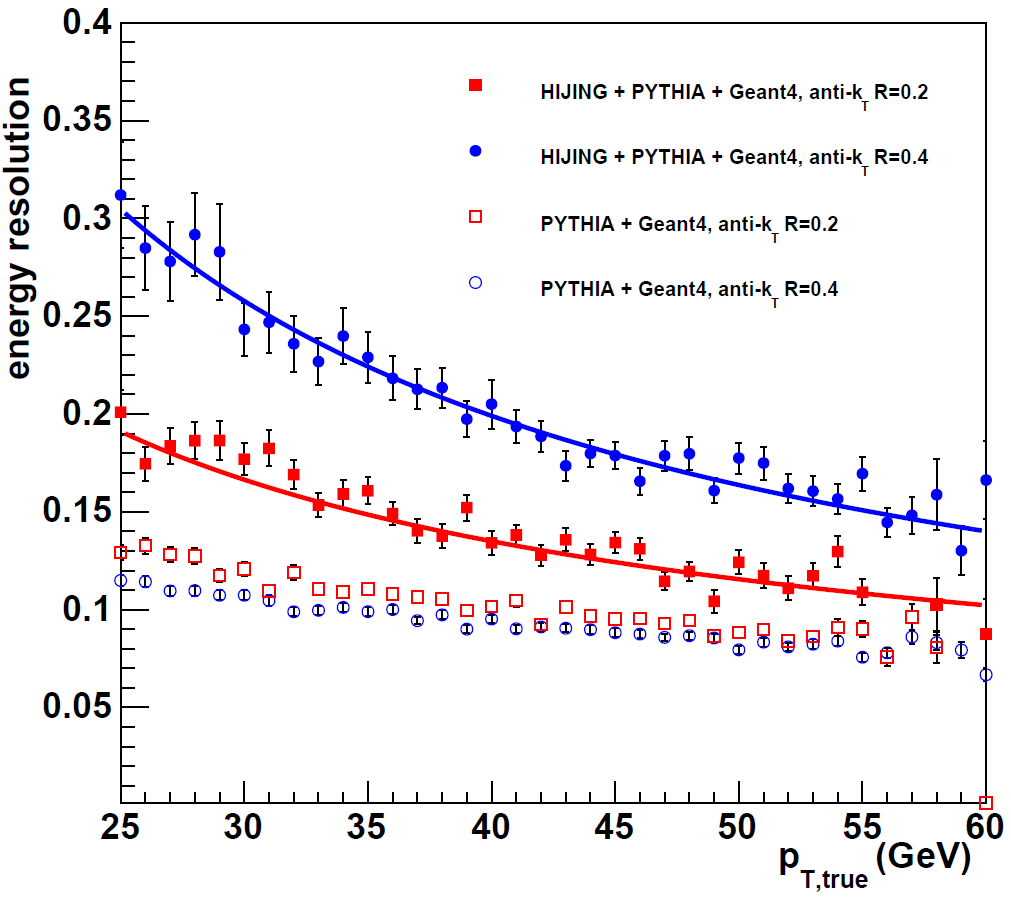 0.4
0.35
0.3
0.25
0.2
0.15
0.1
0.05
energy resolution
HIJING + PYTHIA + Geant4, anti-kT R=0.2
HIJING + PYTHIA + Geant4, anti-kT R=0.4
PYTHIA + Geant4, anti-kT R=0.2
PYTHIA + Geant4, anti-kT R=0.4
25 30 35 40 45 50 55 60
pT,true (GeV)